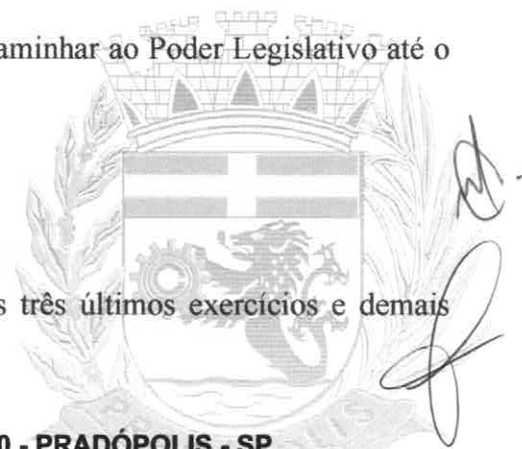 aminhar ao Poder Legislativo até o
s três últimos exercícios e demais
0 - PRADÓPOLIS - SP